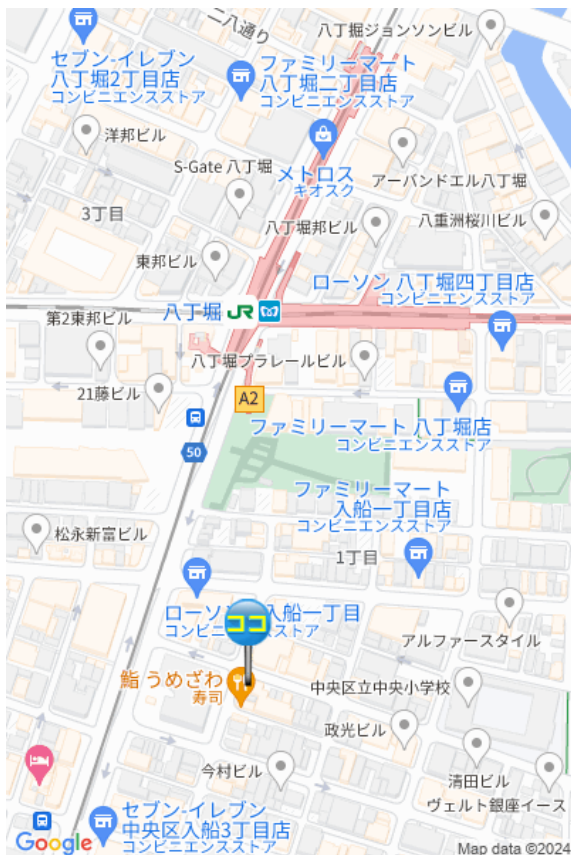 二八通り
八丁堀ジョンソンビル
セブン-イレブン
八丁堀2丁目店
コンビニエンスストア
ファミリーマート
八丁堀二丁目店
コンビニエンスストア
洋邦ビル
S-Gate 八丁堀
メトロス
キオスク
アーバンドエル八丁堀
3丁目
八丁堀邦ビル
八重洲桜川ビル
東邦ビル
ローソン 八丁堀四丁目店
コンビニエンスストア
八丁堀 JR
第2東邦ビル
八丁堀プラレールビル
21藤ビル
A2
ファミリーマート 八丁堀店
コンビニエンスストア
50
ファミリーマート
入船一丁目店
コンビニエンスストア
松永新富ビル
1丁目
ローソン
入船一丁目
コンビニエンスストア
ココ
アルファースタイル
鮨 うめざわ
寿司
中央区立中央小学校
政光ビル
今村ビル
清田ビル
ヴェルト銀座イース
セブン-イレブン
中央区入船3丁目店
コンビニエンスストア
Google
Map data ©2024